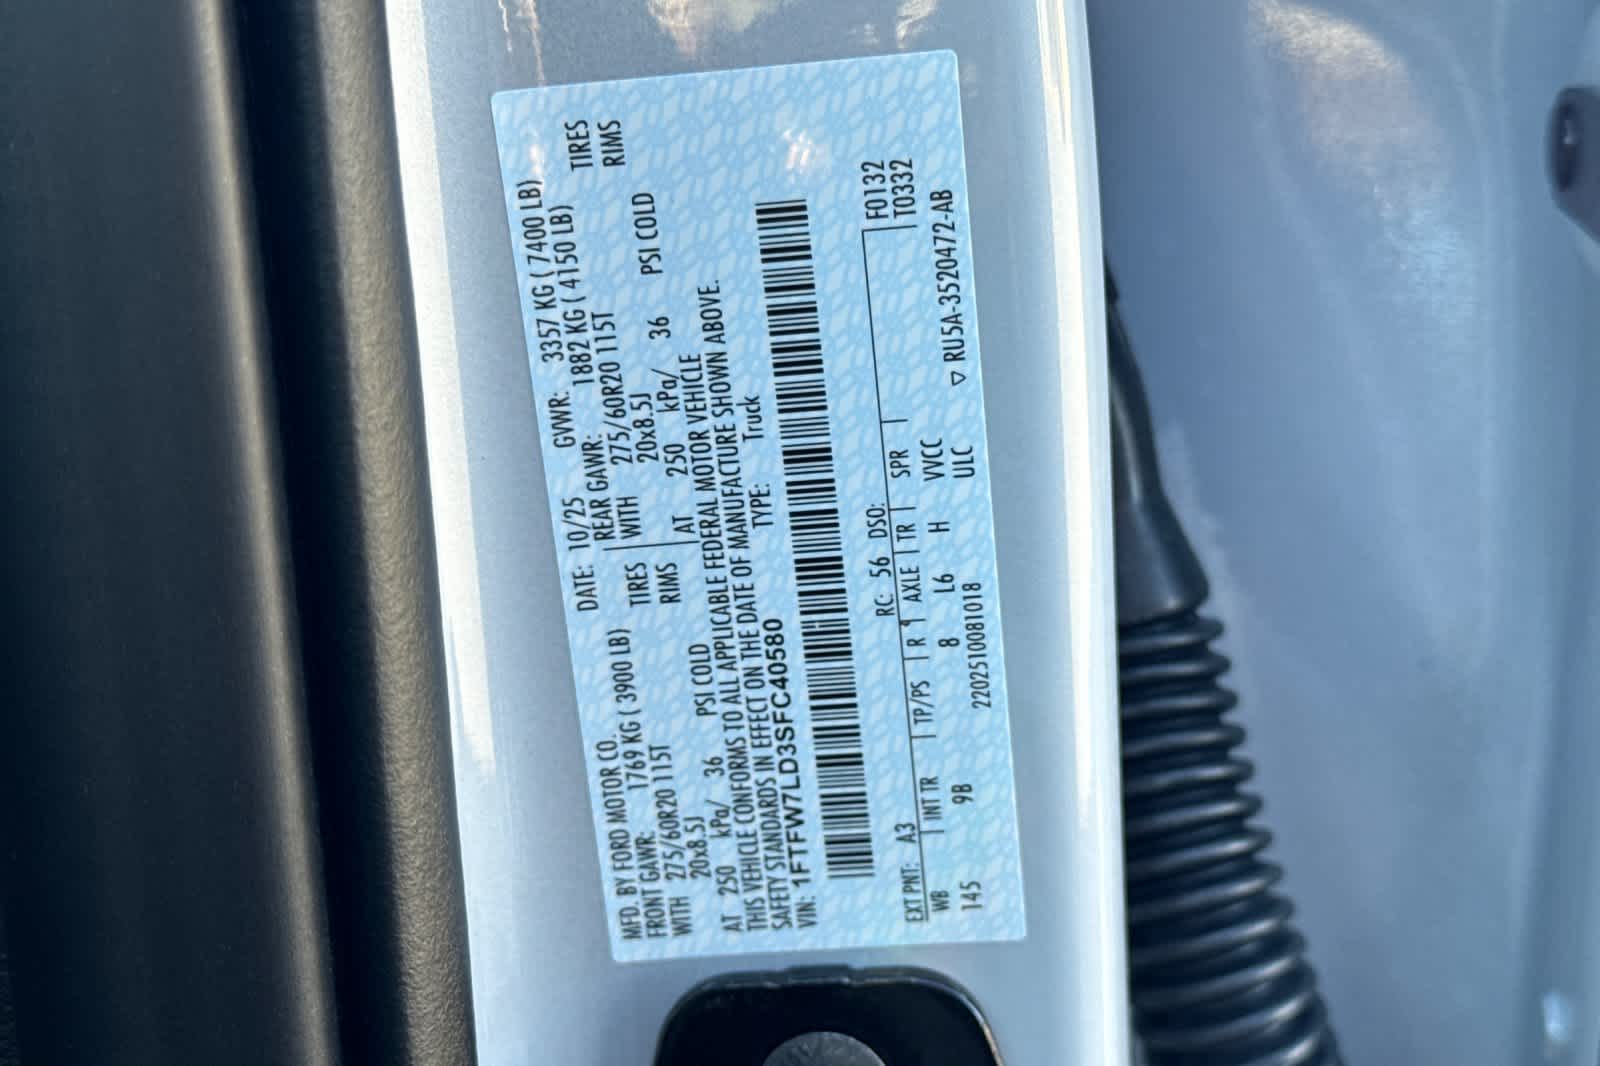 MFD. BY FORD MOTOR CO.
DATE: 10/25 GVWR: 3357 KG ( 7400 LB)
FRONT GAWR: 1769 KG ( 3900 LB)
REAR GAWR: 1882 KG ( 4150 LB)
WITH 275/60R20 115T TIRES
WITH 275/60R20 115T TIRES
20x8.5J RIMS
20x8.5J RIMS
AT 250 kPa/ 36 PSI COLD
AT 250 kPa/ 36 PSI COLD
THIS VEHICLE CONFORMS TO ALL APPLICABLE FEDERAL MOTOR VEHICLE
SAFETY STANDARDS IN EFFECT ON THE DATE OF MANUFACTURE SHOWN ABOVE.
VIN: 1FTFW7LD3SFC40580 TYPE: Truck
F0132
T0332
EXT PNT: A3 RC: 56 DSO:
WB INT TR TP/PS R AXLE TR SPR
145 9B 8 L6 H VVCC
ULC
2202510081018
▽ RU5A-3520472-AB